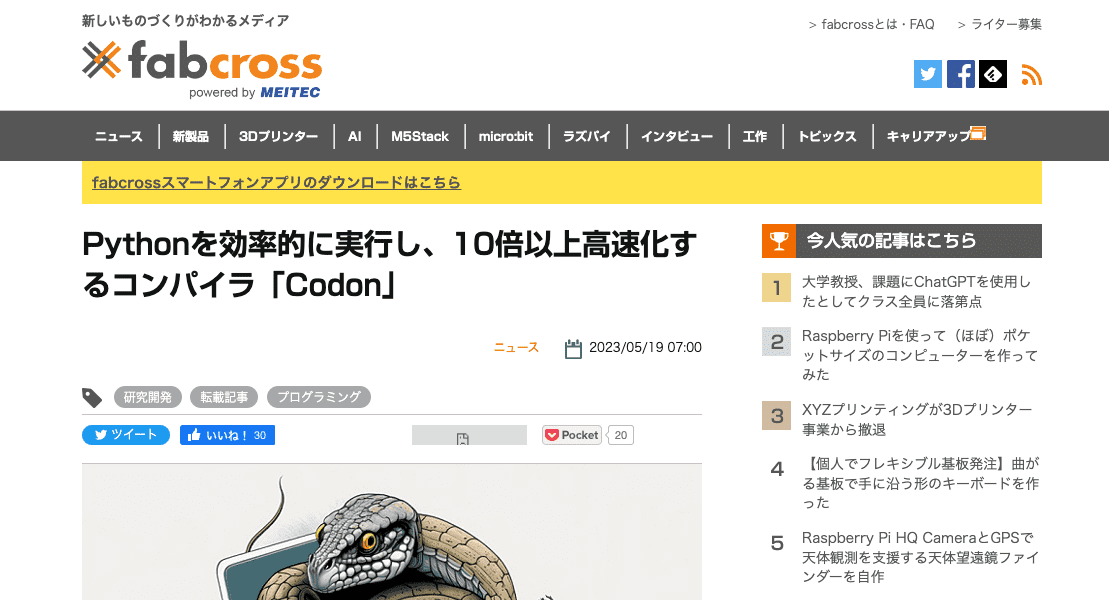 新しいものづくりがわかるメディア
> fabcrossとは・FAQ
> ライター募集
fabcross
powered by MEITEC
ニュース
新製品
3Dプリンター
AI
M5Stack
micro:bit
ラズパイ
インタビュー
工作
トピックス
キャリアアップ
fabcrossスマートフォンアプリのダウンロードはこちら
Pythonを効率的に実行し、10倍以上高速化す
るコンパイラ「Codon」
ニュース
2023/05/19 07:00
研究開発
転載記事
プログラミング
ツイート
いいね！ 30
Pocket
20
今人気の記事はこちら
1
大学教授、課題にChatGPTを使用し
たとしてクラス全員に落第点
2
Raspberry Piを使って（ほぼ）ポケ
ットサイズのコンピューターを作って
みた
3
XYZプリンティングが3Dプリンター
事業から撤退
4
【個人でフレキシブル基板発注】曲が
る基板で手に沿う形のキーボードを作
った
5
Raspberry Pi HQ CameraとGPSで
天体観測を支援する天体望遠鏡ファイ
ンダーを自作